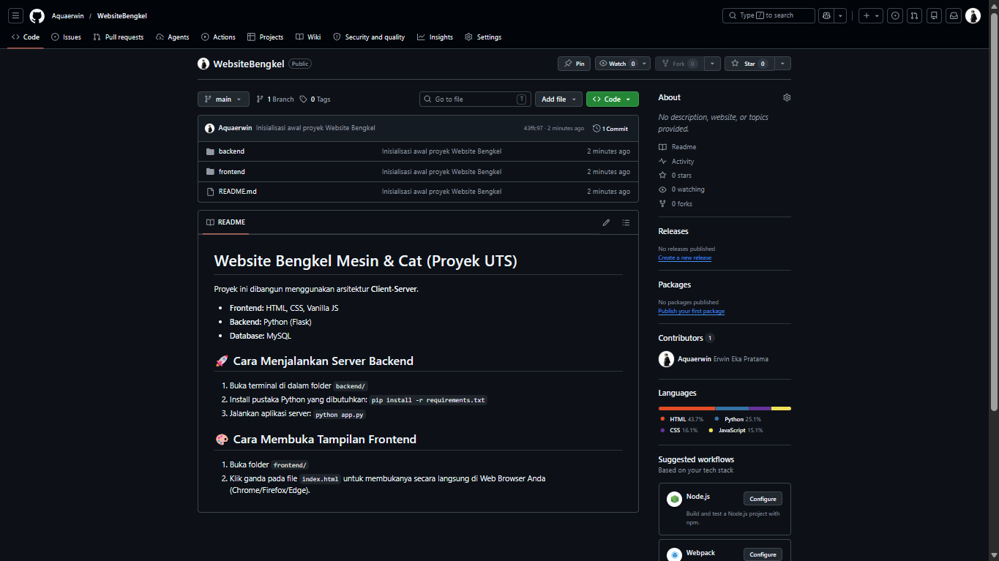 Aquaerwin / WebsiteBengkel
Type / to search
Code Issues Pull requests Agents Actions Projects Wiki Security and quality Insights Settings
WebsiteBengkel Public
Pin Watch 0 Fork 0 Star 0
main 1 Branch 0 Tags Go to file T Add file Code
Aquaerwin Inisialisasi awal proyek Website Bengkel 43ffc97 · 2 minutes ago 1 Commit
backend Inisialisasi awal proyek Website Bengkel 2 minutes ago
frontend Inisialisasi awal proyek Website Bengkel 2 minutes ago
README.md Inisialisasi awal proyek Website Bengkel 2 minutes ago
README
Website Bengkel Mesin & Cat (Proyek UTS)
Proyek ini dibangun menggunakan arsitektur Client-Server.
• Frontend: HTML, CSS, Vanilla JS
• Backend: Python (Flask)
• Database: MySQL
🚀 Cara Menjalankan Server Backend
1. Buka terminal di dalam folder backend/
2. Install pustaka Python yang dibutuhkan: pip install -r requirements.txt
3. Jalankan aplikasi server: python app.py
🎨 Cara Membuka Tampilan Frontend
1. Buka folder frontend/
2. Klik ganda pada file index.html untuk membukanya secara langsung di Web Browser Anda
(Chrome/Firefox/Edge).
About
No description, website, or topics
provided.
Readme
Activity
0 stars
0 watching
0 forks
Releases
No releases published
Create a new release
Packages
No packages published
Publish your first package
Contributors 1
Aquaerwin Erwin Eka Pratama
Languages
HTML 43.7% Python 25.1%
CSS 16.1% JavaScript 15.1%
Suggested workflows
Based on your tech stack
Node.js Configure
Build and test a Node.js project with
npm.
Webpack Configure